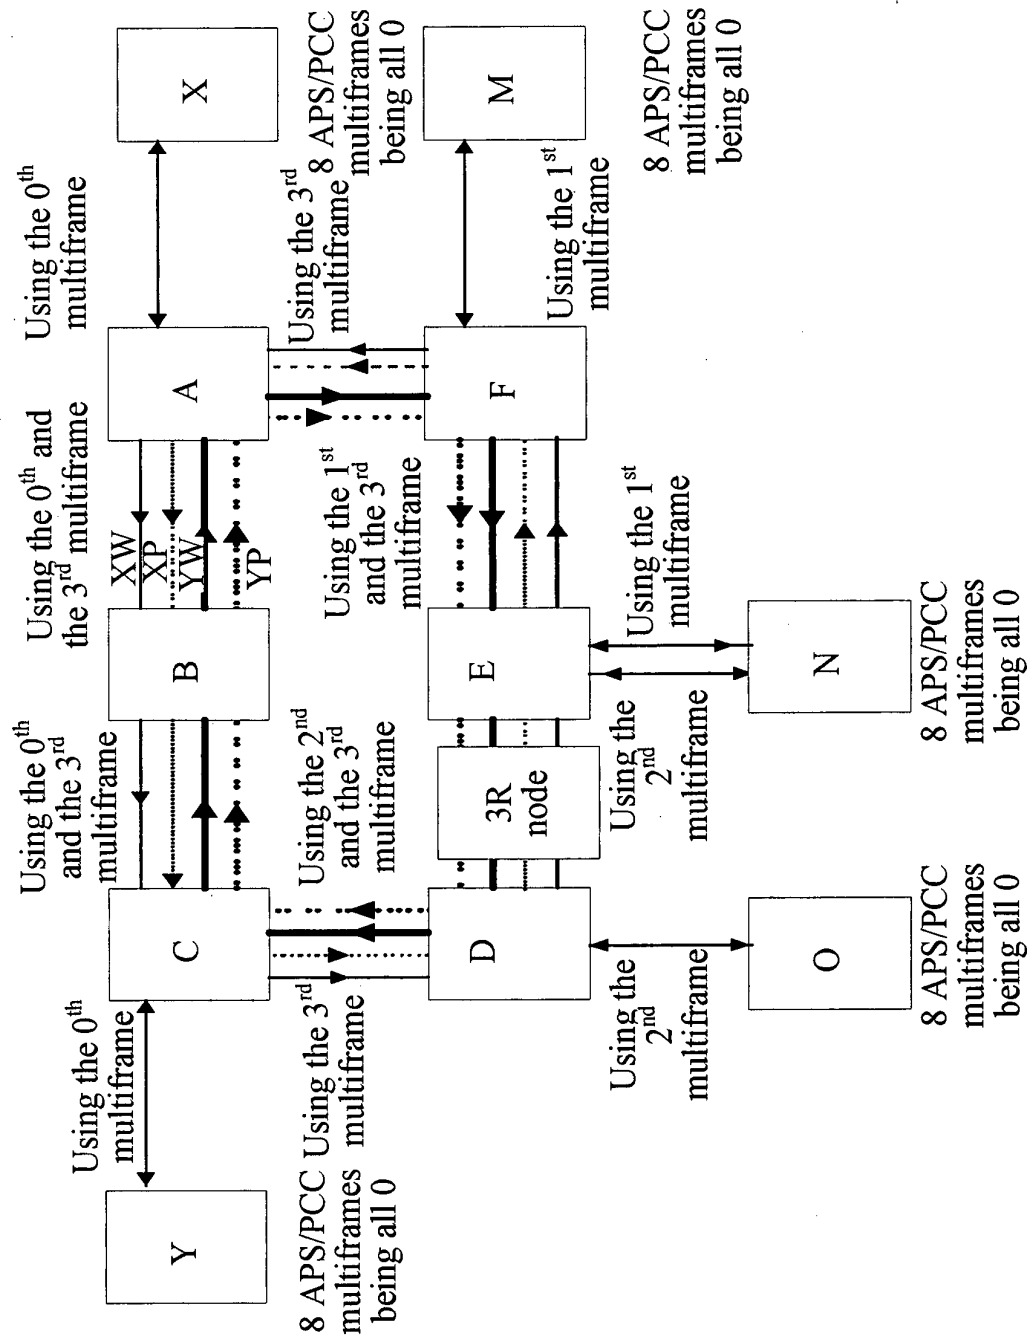 Using the 0th
multiframe
Y
8 APS/PCC
multiframes
being all 0
Using the 0th
and the 3rd
multiframe
C
Using the 3rd
multiframe
Using the 2nd
and the 3rd
multiframe
D
Using the
2nd
multiframe
O
8 APS/PCC
multiframes
being all 0
3R
node
B
XW
XP
YW
YP
Using the 0th and
the 3rd multiframe
E
Using the 1st
and the 3rd
multiframe
Using the
2nd
multiframe
Using the 1st
multiframe
N
8 APS/PCC
multiframes
being all 0
A
Using the 0th
multiframe
X
8 APS/PCC
multiframes
being all 0
Using the 3rd
multiframe
F
Using the 1st
multiframe
M
8 APS/PCC
multiframes
being all 0